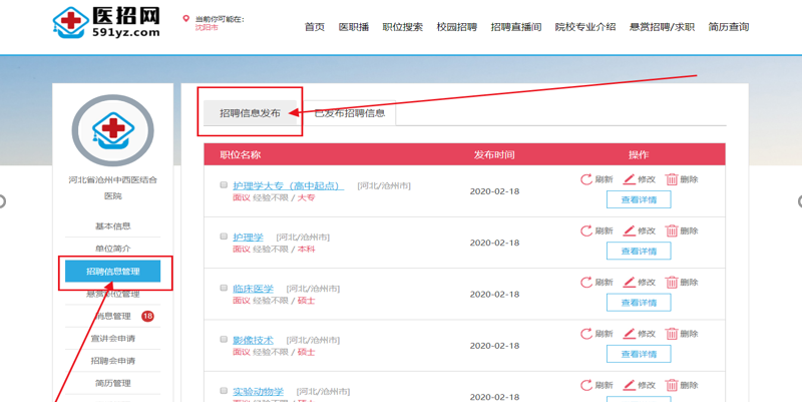 医招网
591yz.com
当前你可能在:
沈阳市
首页 医职播 职位搜索 校园招聘 招聘直播间 院校专业介绍 悬赏招聘/求职 简历查询
河北省沧州中西医结合
医院
基本信息
单位简介
招聘信息管理
悬赏职位管理
消息管理 18
宣讲会申请
招聘会申请
简历管理
招聘信息发布 已发布招聘信息
职位名称 发布时间 操作
护理学大专（高中起点） [河北/沧州市]
面议 经验不限 / 大专
2020-02-18
刷新 修改 删除
查看详情
护理学 [河北/沧州市]
面议 经验不限 / 本科
2020-02-18
刷新 修改 删除
查看详情
临床医学 [河北/沧州市]
面议 经验不限 / 硕士
2020-02-18
刷新 修改 删除
查看详情
影像技术 [河北/沧州市]
面议 经验不限 / 硕士
2020-02-18
刷新 修改 删除
查看详情
实验动物学 [河北/沧州市]
2020-02-18
刷新 修改 删除